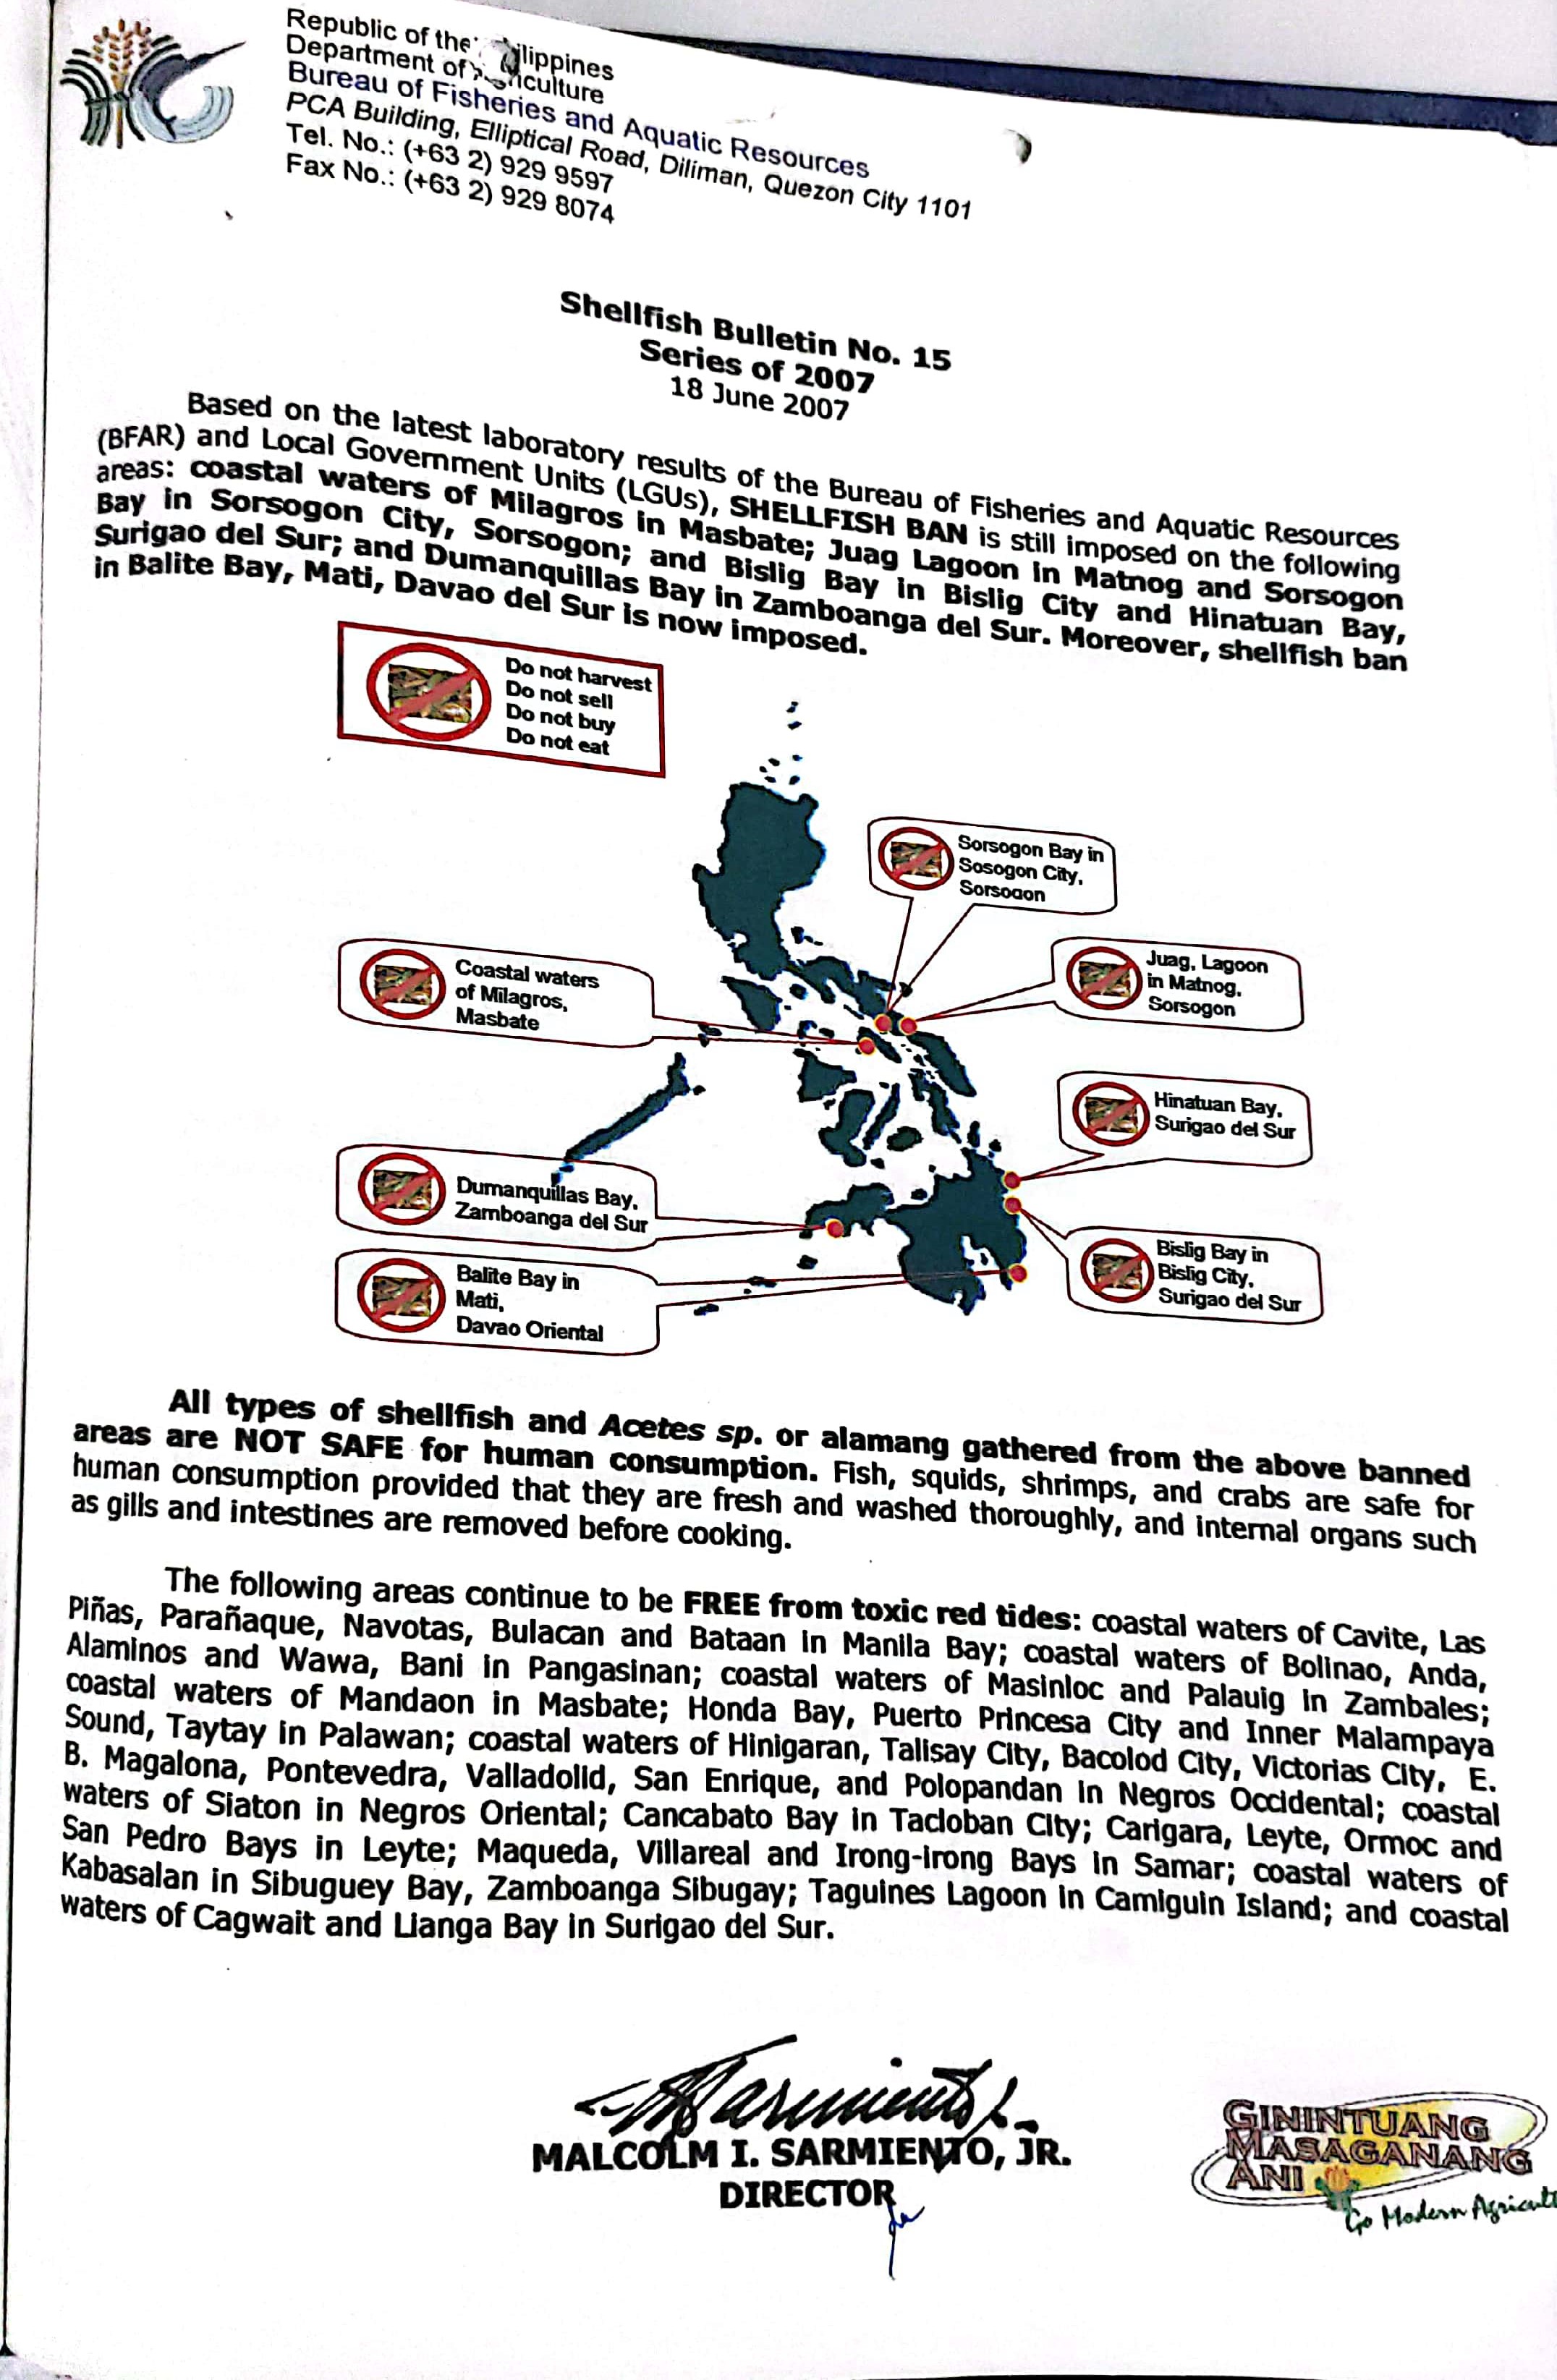 Republic of the Philippines
Department of Agriculture
Bureau of Fisheries and Aquatic Resources
PCA Building, Elliptical Road, Diliman, Quezon City 1101
Tel. No.: (+63 2) 929 9597
Fax No.: (+63 2) 929 8074
Shellfish Bulletin No. 15
Series of 2007
18 June 2007
Based on the latest laboratory results of the Bureau of Fisheries and Aquatic Resources
(BFAR) and Local Government Units (LGUs), SHELLFISH BAN is still imposed on the following
areas: coastal waters of Milagros in Masbate; Juag Lagoon in Matnog and Sorsogon
Bay in Sorsogon City, Sorsogon; and Bislig Bay in Bislig City and Hinatuan Bay,
Surigao del Sur; and Dumanquillas Bay in Zamboanga del Sur. Moreover, shellfish ban
in Balite Bay, Mati, Davao del Sur is now imposed.
Do not harvest
Do not sell
Do not buy
Do not eat
Sorsogon Bay in
Sosogon City,
Sorsogon
Coastal waters
of Milagros,
Masbate
Juag, Lagoon
in Matnog,
Sorsogon
Hinatuan Bay,
Surigao del Sur
Dumanquillas Bay,
Zamboanga del Sur
Bislig Bay in
Bislig City,
Surigao del Sur
Balite Bay in
Mati,
Davao Oriental
All types of shellfish and Acetes sp. or alamang gathered from the above banned
areas are NOT SAFE for human consumption. Fish, squids, shrimps, and crabs are safe for
human consumption provided that they are fresh and washed thoroughly, and internal organs such
as gills and intestines are removed before cooking.
The following areas continue to be FREE from toxic red tides: coastal waters of Cavite, Las
Piñas, Parañaque, Navotas, Bulacan and Bataan in Manila Bay; coastal waters of Bolinao, Anda,
Alaminos and Wawa, Bani in Pangasinan; coastal waters of Masinloc and Palauig in Zambales;
coastal waters of Mandaon in Masbate; Honda Bay, Puerto Princesa City and Inner Malampaya
Sound, Taytay in Palawan; coastal waters of Hinigaran, Talisay City, Bacolod City, Victorias City, E.
B. Magalona, Pontevedra, Valladolid, San Enrique, and Polopandan in Negros Occidental; coastal
waters of Siaton in Negros Oriental; Cancabato Bay in Tacloban City; Carigara, Leyte, Ormoc and
San Pedro Bays in Leyte; Maqueda, Villareal and Irong-irong Bays in Samar; coastal waters of
Kabasalan in Sibuguey Bay, Zamboanga Sibugay; Taguines Lagoon in Camiguin Island; and coastal
waters of Cagwait and Lianga Bay in Surigao del Sur.
MALCOLM I. SARMIENTO, JR.
DIRECTOR
GININTUANG
MASAGANANG
ANI
Go Modern Agricult